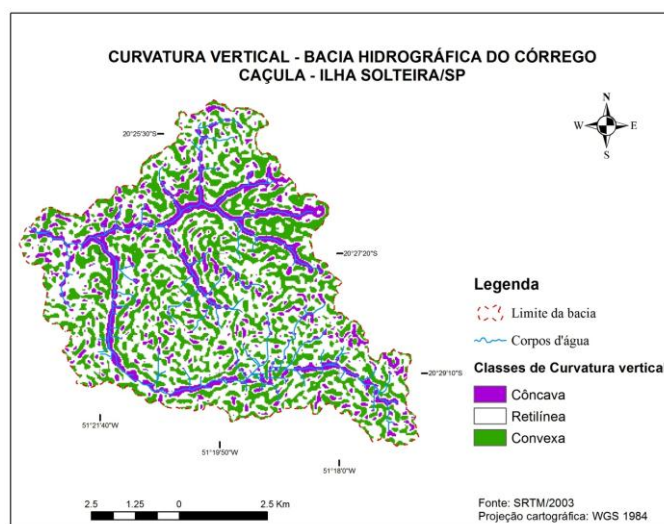 CURVATURA VERTICAL - BACIA HIDROGRÁFICA DO CÓRREGO
CAÇULA - ILHA SOLTEIRA/SP
N
W E
S
20°25'30"S
20°27'20"S
20°29'10"S
51°21'40"W
51°19'50"W
51°18'0"W
Legenda
Limite da bacia
Corpos d'água
Classes de Curvatura vertical
Côncava
Retilínea
Convexa
2.5 1.25 0 2.5 Km
Fonte: SRTM/2003
Projeção cartográfica: WGS 1984